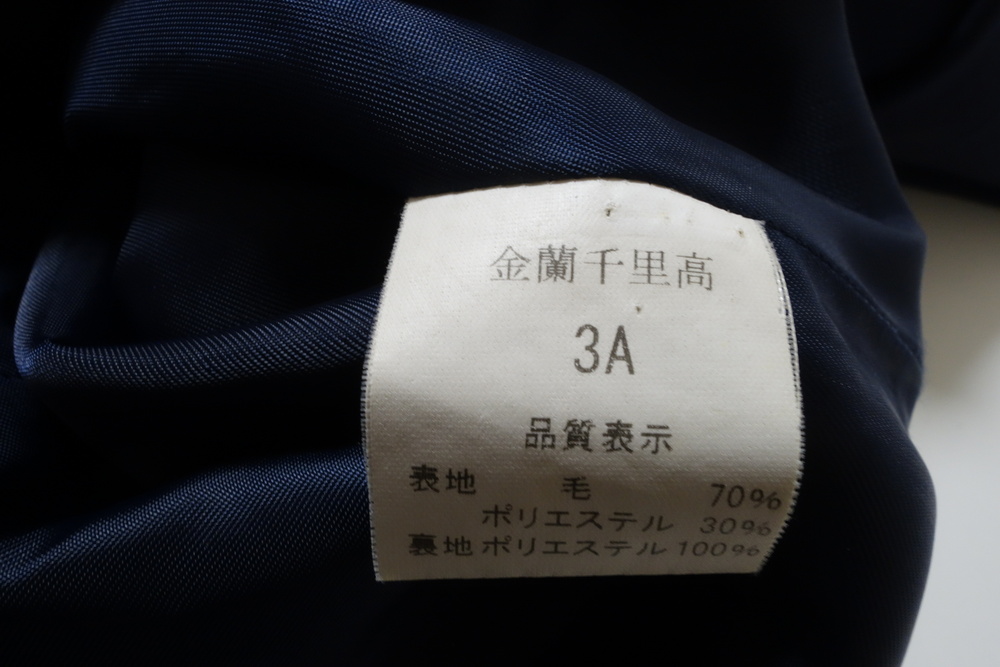 金蘭千里高
3A
品質表示
表地 毛 70%
ポリエステル 30%
裏地 ポリエステル 100%